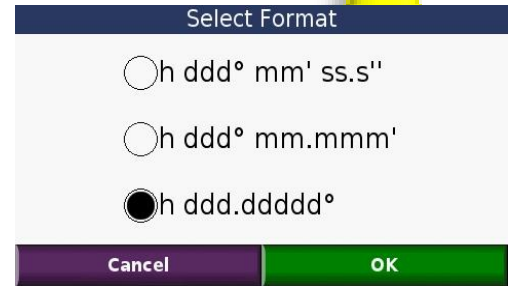 Select Format
h ddd° mm' ss.s''
h ddd° mm.mmm'
h ddd.ddddd°
Cancel OK